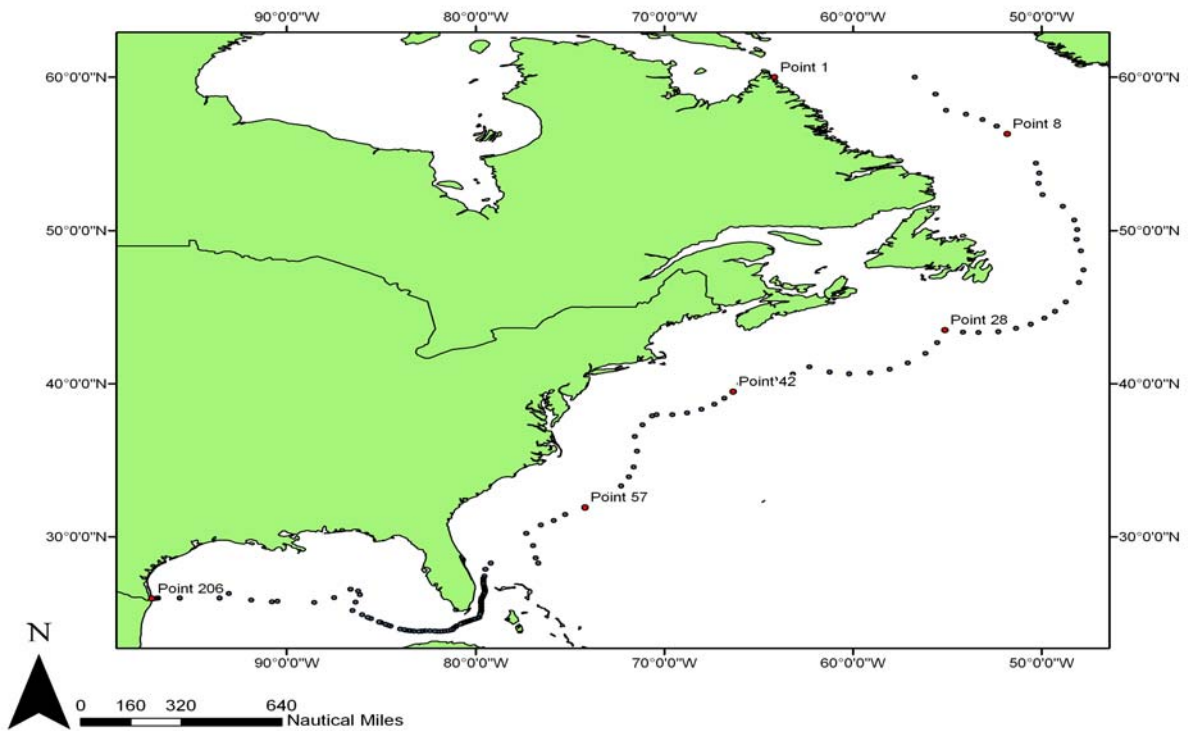 90°0'0"W 80°0'0"W 70°0'0"W 60°0'0"W 50°0'0"W
60°0'0"N Point 1 60°0'0"N
Point 8
50°0'0"N 50°0'0"N
Point 28
40°0'0"N Point 42 40°0'0"N
Point 57
30°0'0"N 30°0'0"N
Point 206
90°0'0"W 80°0'0"W 70°0'0"W 60°0'0"W 50°0'0"W
N
0 160 320 640
Nautical Miles